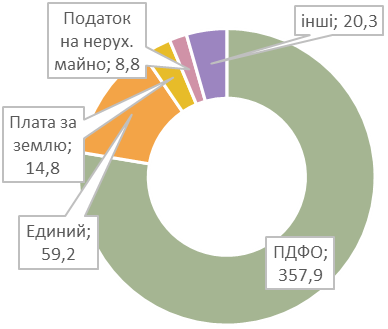 Податок
на нерух.
майно; 8,8
інші; 20,3
Плата за
землю;
14,8
Единий;
59,2
ПДФО;
357,9